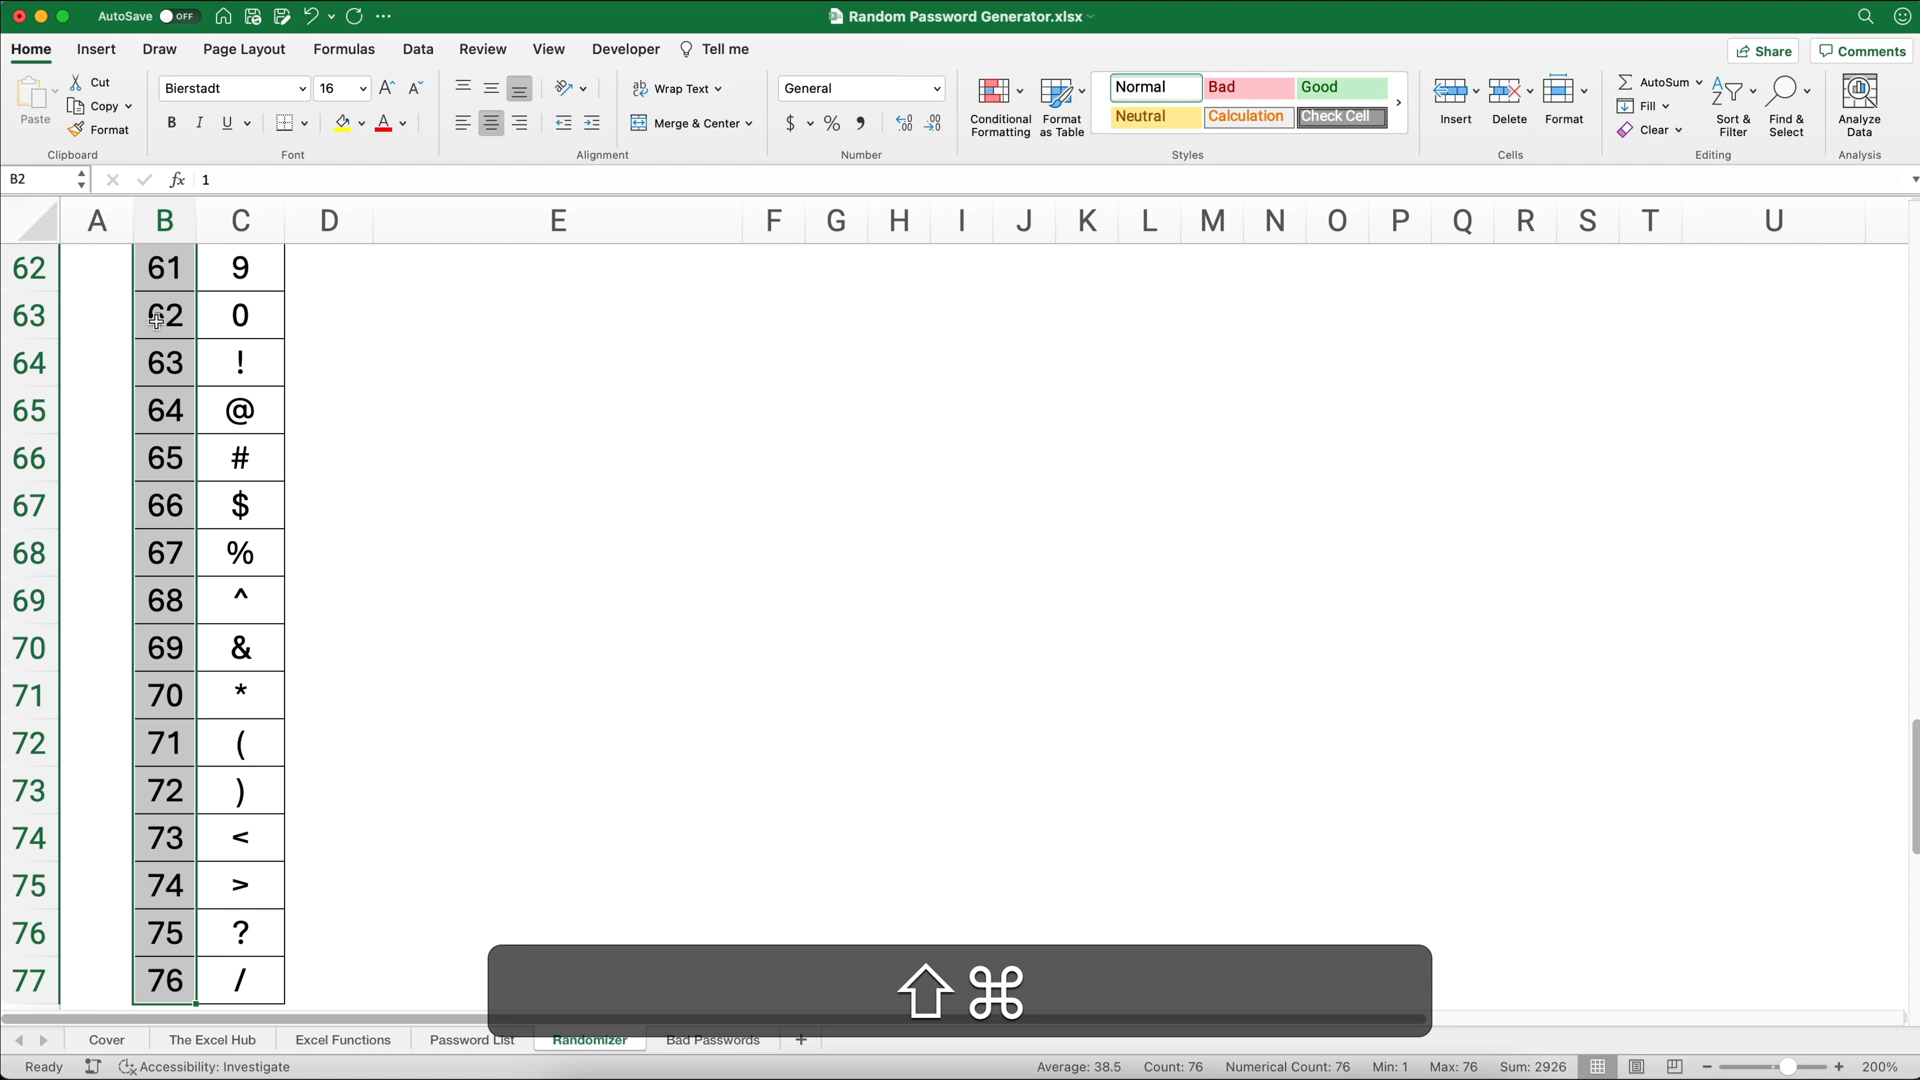 AutoSave OFF Random Password Generator.xlsx
Home Insert Draw Page Layout Formulas Data Review View Developer Tell me Share Comments
Paste Cut Copy Format Clipboard
Bierstadt 16 A^ Aˇ B I U A Font
Wrap Text Merge & Center Alignment
General $ % 9 .00 Number
Conditional Formatting Format as Table Normal Bad Good Neutral Calculation Check Cell Styles
Insert Delete Format Cells
AutoSum Fill Clear Sort & Filter Find & Select Editing
Analyze Data Analysis
B2 fx 1
A B C D E F G H I J K L M N O P Q R S T U
62 61 9
63 62 0
64 63 !
65 64 @
66 65 #
67 66 $
68 67 %
69 68 ^
70 69 &
71 70 *
72 71 (
73 72 )
74 73 <
75 74 >
76 75 ?
77 76 /
⇧ ⌘
Cover The Excel Hub Excel Functions Password List Randomizer Bad Passwords +
Ready Accessibility: Investigate Average: 38.5 Count: 76 Numerical Count: 76 Min: 1 Max: 76 Sum: 2926 200%